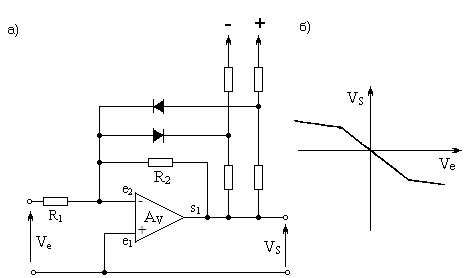 а)
- +
б)
R₂
e₂
-
R₁
Aᵥ
s₁
e₁
+
Vₑ
Vₛ
Vₛ
Vₑ